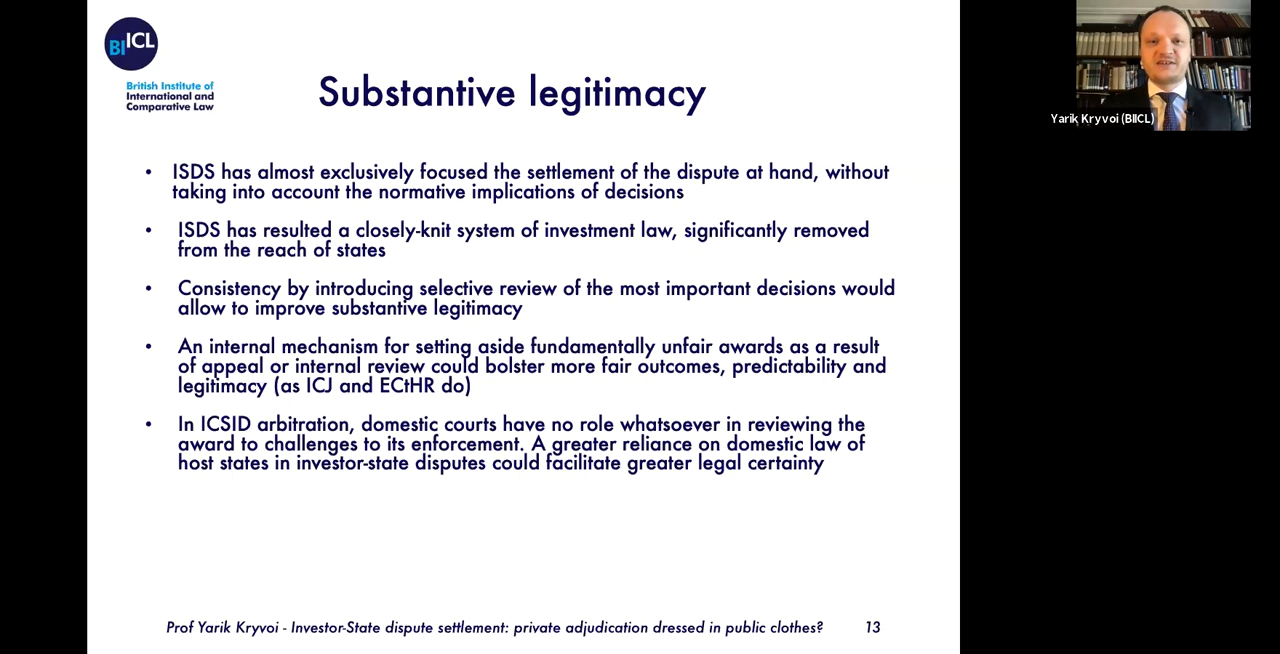 BIICL
British Institute of
International and
Comparative Law
Substantive legitimacy
• ISDS has almost exclusively focused the settlement of the dispute at hand, without
taking into account the normative implications of decisions
• ISDS has resulted a closely-knit system of investment law, significantly removed
from the reach of states
• Consistency by introducing selective review of the most important decisions would
allow to improve substantive legitimacy
• An internal mechanism for setting aside fundamentally unfair awards as a result
of appeal or internal review could bolster more fair outcomes, predictability and
legitimacy (as ICJ and ECtHR do)
• In ICSID arbitration, domestic courts have no role whatsoever in reviewing the
award to challenges to its enforcement. A greater reliance on domestic law of
host states in investor-state disputes could facilitate greater legal certainty
Prof Yarik Kryvoi - Investor-State dispute settlement: private adjudication dressed in public clothes? 13
Yarik Kryvoi (BIICL)